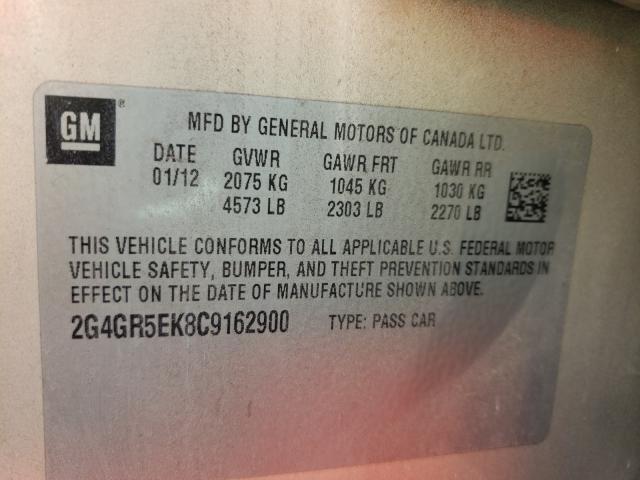 GM®
MFD BY GENERAL MOTORS OF CANADA LTD.
DATE GVWR GAWR FRT GAWR RR
01/12 2075 KG 1045 KG 1030 KG
4573 LB 2303 LB 2270 LB
THIS VEHICLE CONFORMS TO ALL APPLICABLE U.S. FEDERAL MOTOR
VEHICLE SAFETY, BUMPER, AND THEFT PREVENTION STANDARDS IN
EFFECT ON THE DATE OF MANUFACTURE SHOWN ABOVE.
2G4GR5EK8C9162900 TYPE: PASS CAR